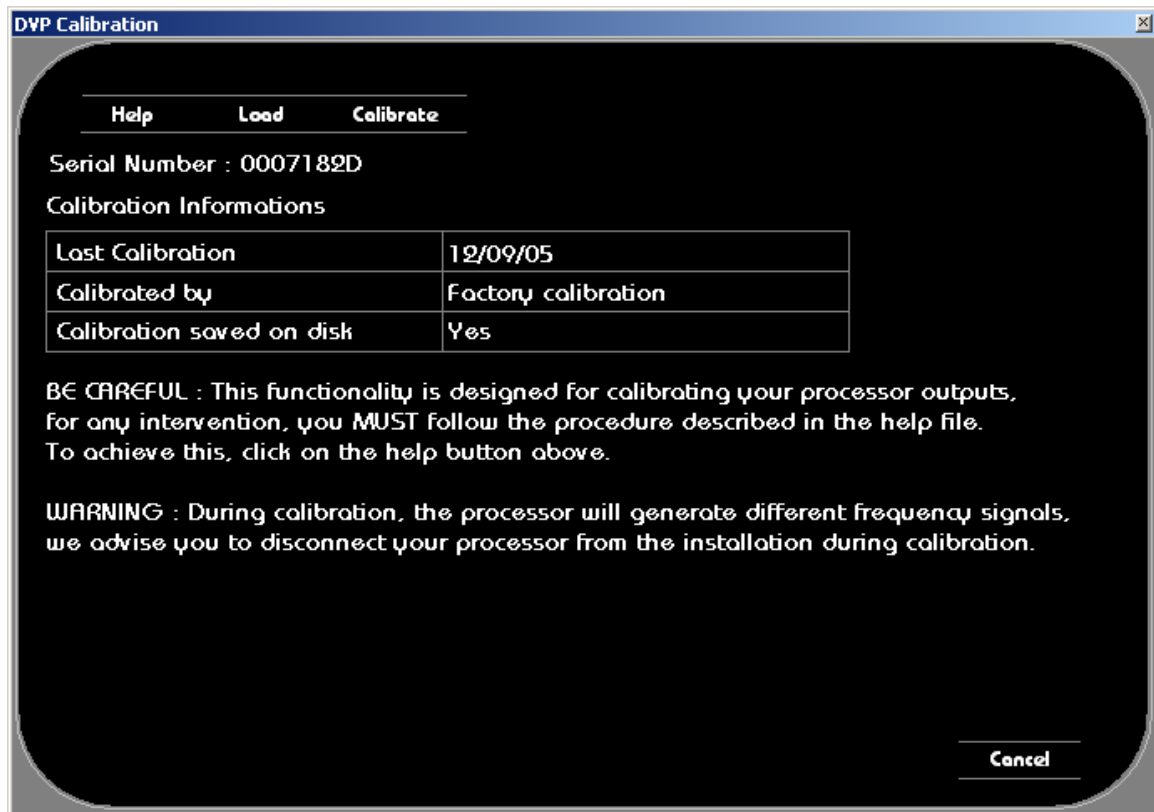 DVP Calibration
Help Load Calibrate
Serial Number : 0007182D
Calibration Informations
Last Calibration 12/09/05
Calibrated by Factory calibration
Calibration saved on disk Yes
BE CAREFUL : This functionality is designed for calibrating your processor outputs,
for any intervention, you MUST follow the procedure described in the help file.
To achieve this, click on the help button above.
WARNING : During calibration, the processor will generate different frequency signals,
we advise you to disconnect your processor from the installation during calibration.
Cancel